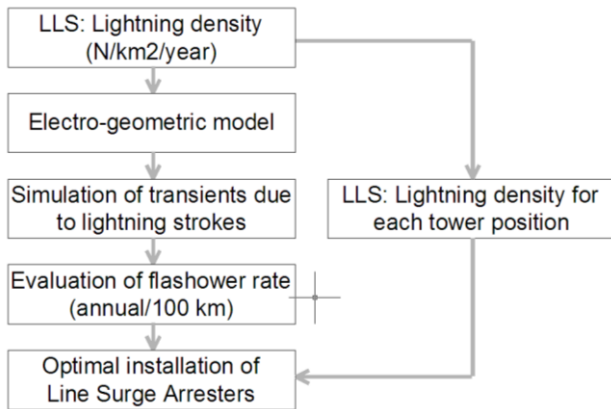 LLS: Lightning density
(N/km2/year)
Electro-geometric model
Simulation of transients due
to lightning strokes
LLS: Lightning density for
each tower position
Evaluation of flashower rate
(annual/100 km)
Optimal installation of
Line Surge Arresters